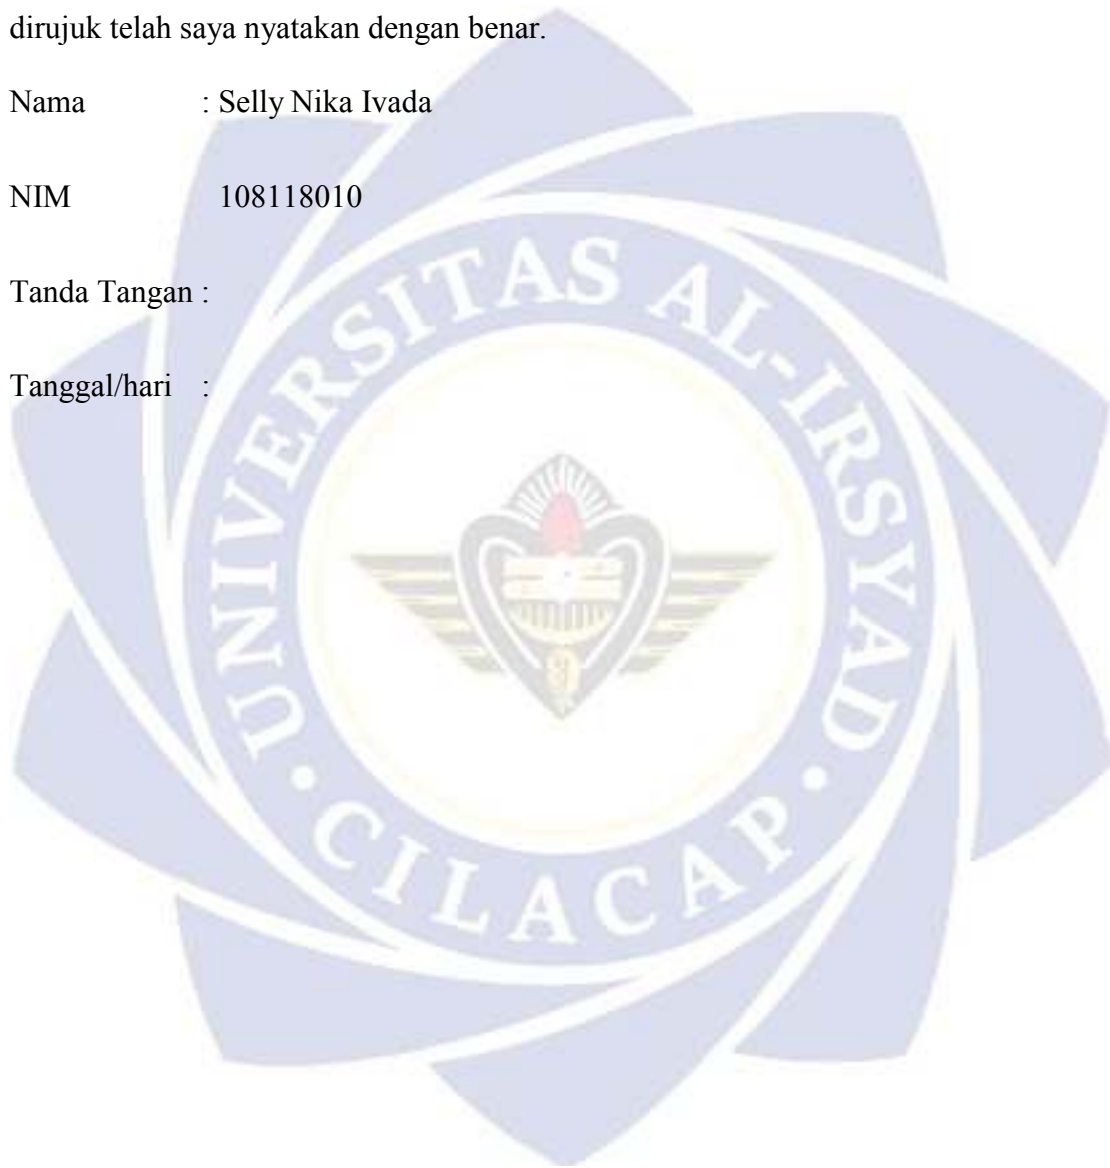 dirujuk telah saya nyatakan dengan benar.
Nama : Selly Nika Ivada
NIM 108118010
Tanda Tangan :
Tanggal/hari :
UNIVERSITAS AL-IRSYAD
• CILACAP •